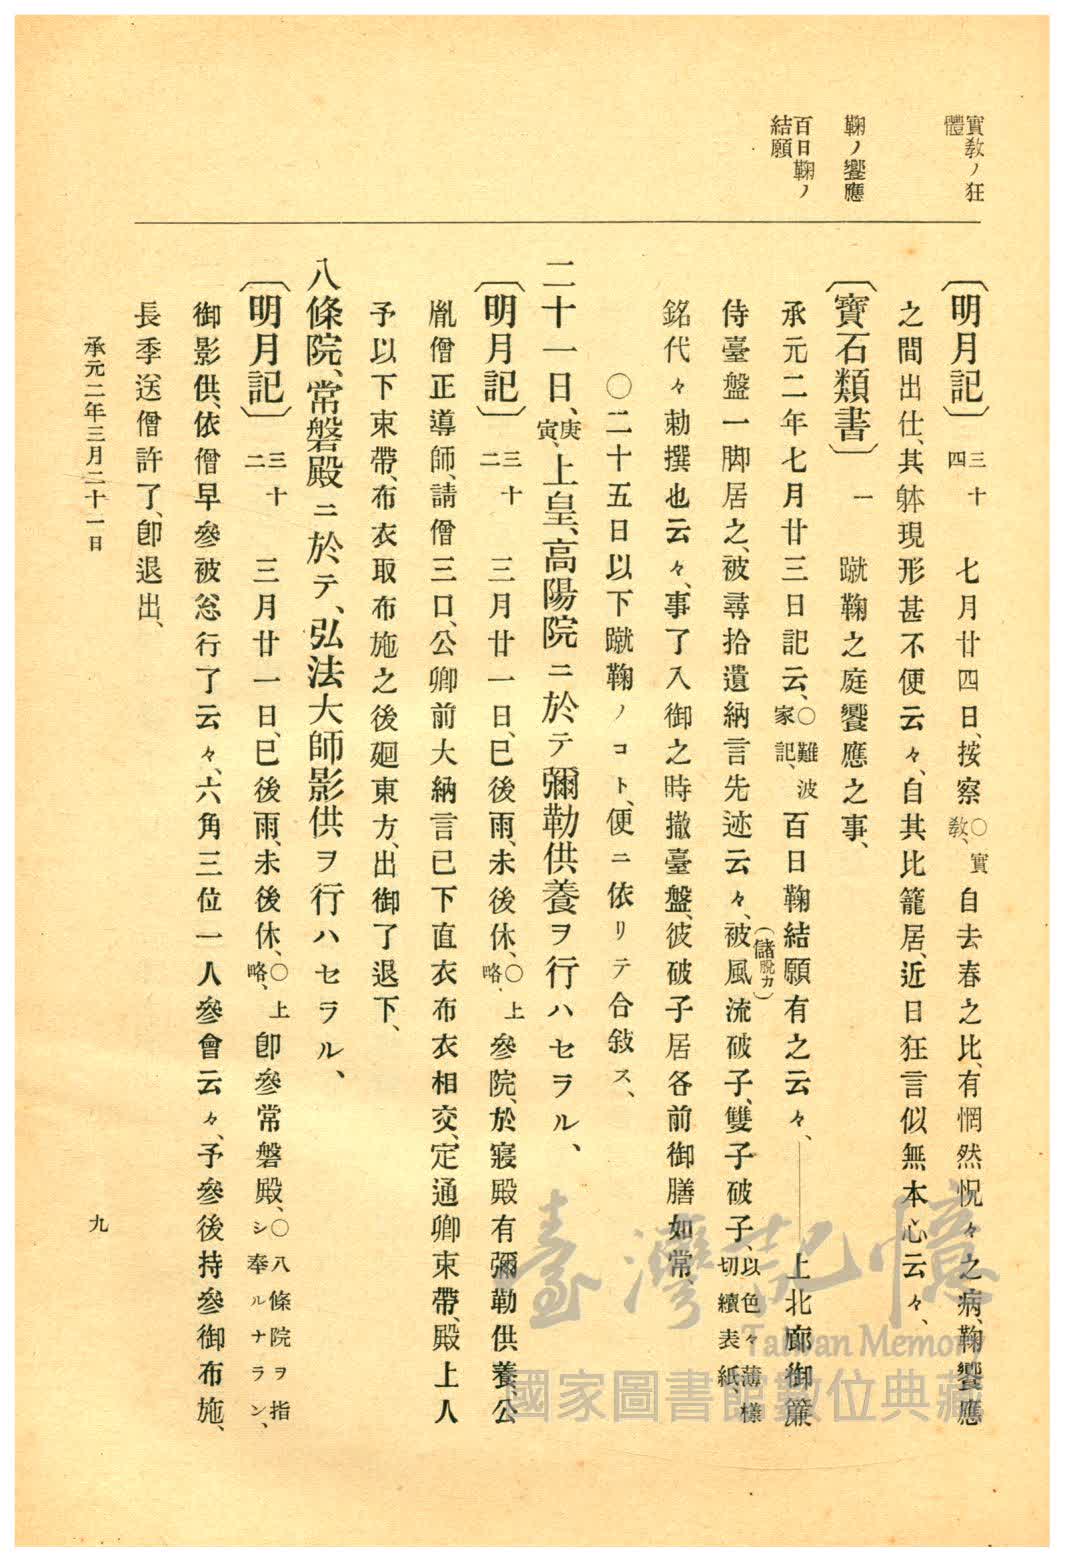 實敎ノ狂
體
鞠ノ饗應
百日鞠ノ
結願
〔明月記〕三十四 七月廿四日、按察〇實敎、自去春之比、有惘然怳々之病、鞠饗應
之間出仕、其躰現形甚不便云々、自其比籠居、近日狂言似無本心云々、
〔寶石類書〕一 蹴鞠之庭饗應之事、
承元二年七月廿三日記云、〇難波家記、百日鞠結願有之云々、――上北廊御簾
侍臺盤一脚居之、被尋拾遺納言先迹云々、被(儲脫カ)風流破子、雙子破子、以色々薄樣切續表紙、
銘代々勅撰也云々、事了入御之時撤臺盤、彼破子居各前御膳如常、
〇二十五日以下蹴鞠ノコト、便ニ依リテ合敍ス、
二十一日、庚寅、上皇、高陽院ニ於テ彌勒供養ヲ行ハセラル、
〔明月記〕三十二 三月廿一日、巳後雨、未後休、〇上略、參院、於寢殿有彌勒供養、公
胤僧正導師、請僧三口、公卿前大納言已下直衣布衣相交、定通卿束帶、殿上人
予以下束帶、布衣取布施之後廻東方、出御了退下、
八條院、常磐殿ニ於テ、弘法大師影供ヲ行ハセラル、
〔明月記〕三十二 三月廿一日、巳後雨、未後休、〇上略、卽參常磐殿、〇八條院ヲ指シ奉ルナラン、
御影供、依僧早參被忩行了云々、六角三位一人參會云々、予參後持參御布施、
長季送僧許了、卽退出、
承元二年三月二十一日
九
臺灣記憶
Taiwan Memory
國家圖書館數位典藏